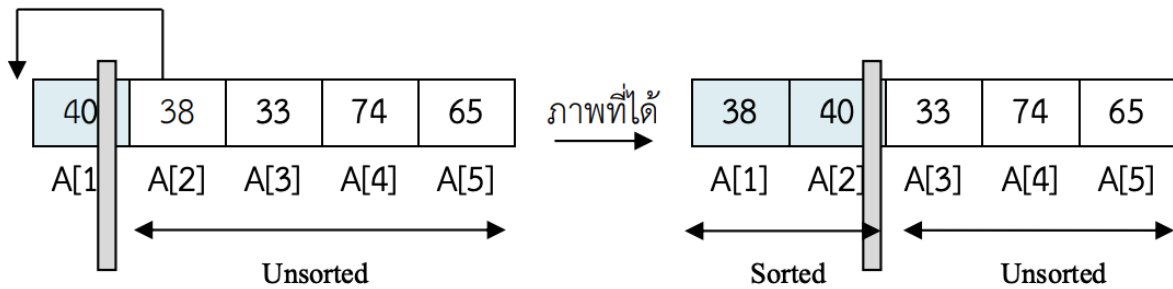 40 38 33 74 65
A[1 A[2] A[3] A[4] A[5]
Unsorted
ภาพที่ได้
38 40 33 74 65
A[1] A[2] A[3] A[4] A[5]
Sorted Unsorted